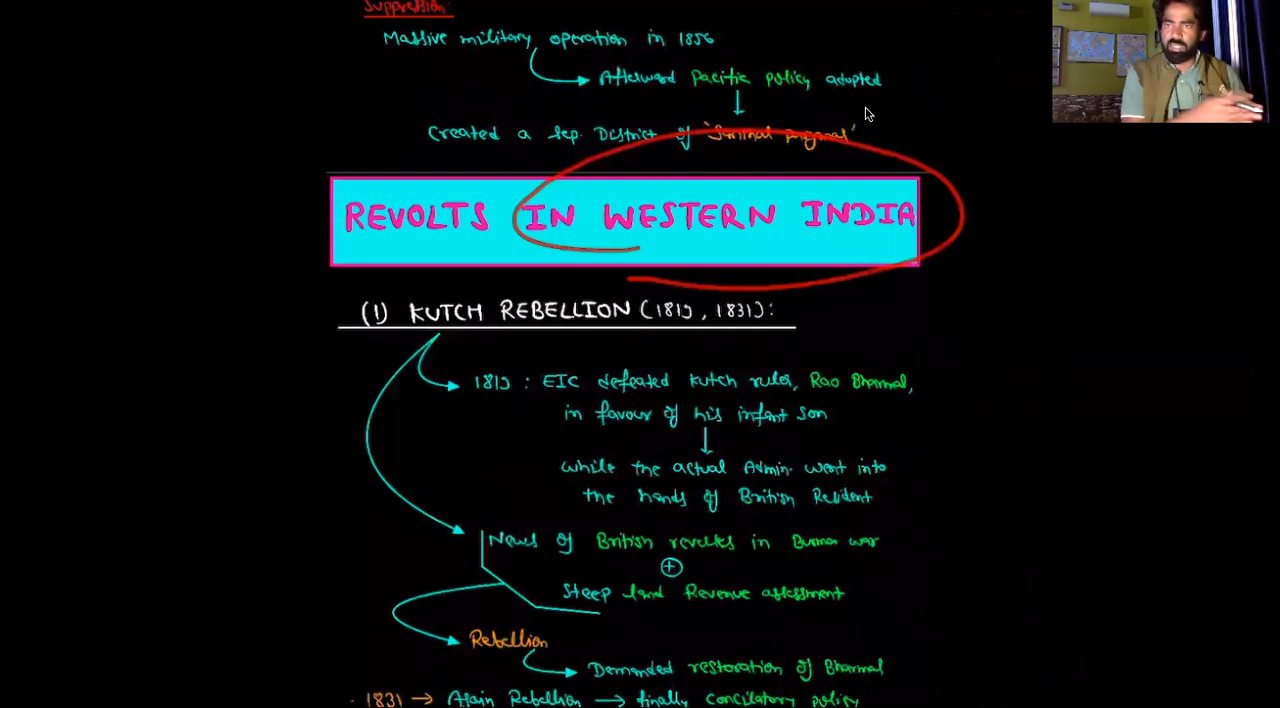 Suppression:
Massive military operation in 1856
Afterward pacific policy adopted
Created a sep. District of '
REVOLTS IN WESTERN INDIA
(1) KUTCH REBELLION (1819, 1831):
1819 : EIC defeated Kutch ruler, Rao Bharmal,
in favour of his infant son
while the actual Admin. went into
the hands of British Resident
News of British reverses in Burma war
+
Steep land Revenue assessment
Rebellion
Demanded restoration of Bharmal
1831 → Again Rebellion → finally conciliatory policy